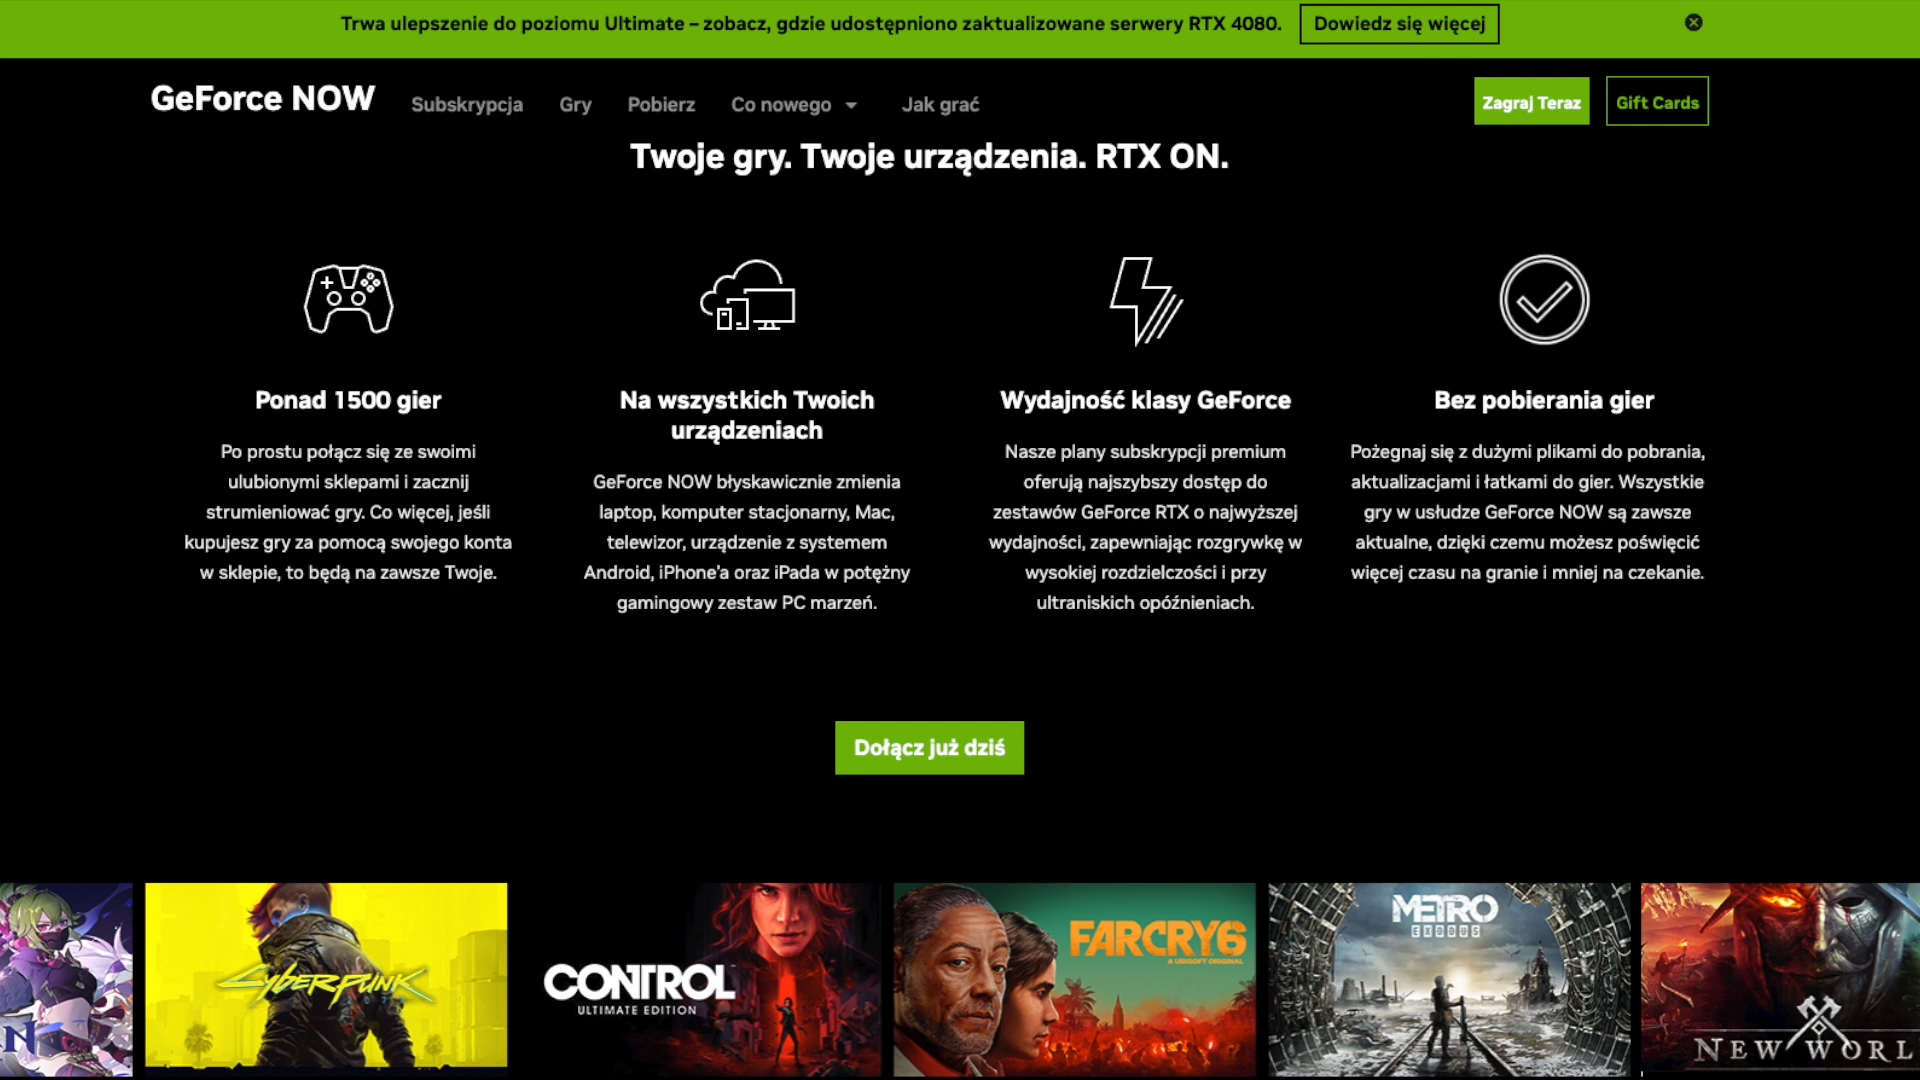 Trwa ulepszenie do poziomu Ultimate – zobacz, gdzie udostępniono zaktualizowane serwery RTX 4080.
Dowiedz się więcej
GeForce NOW
Subskrypcja
Gry
Pobierz
Co nowego
Jak grać
Zagraj Teraz
Gift Cards
Twoje gry. Twoje urządzenia. RTX ON.
Ponad 1500 gier
Po prostu połącz się ze swoimi
ulubionymi sklepami i zacznij
strumieniować gry. Co więcej, jeśli
kupujesz gry za pomocą swojego konta
w sklepie, to będą na zawsze Twoje.
Na wszystkich Twoich
urządzeniach
GeForce NOW błyskawicznie zmienia
laptop, komputer stacjonarny, Mac,
telewizor, urządzenie z systemem
Android, iPhone’a oraz iPada w potężny
gamingowy zestaw PC marzeń.
Wydajność klasy GeForce
Nasze plany subskrypcji premium
oferują najszybszy dostęp do
zestawów GeForce RTX o najwyższej
wydajności, zapewniając rozgrywkę w
wysokiej rozdzielczości i przy
ultraniskich opóźnieniach.
Bez pobierania gier
Pożegnaj się z dużymi plikami do pobrania,
aktualizacjami i łatkami do gier. Wszystkie
gry w usłudze GeForce NOW są zawsze
aktualne, dzięki czemu możesz poświęcić
więcej czasu na granie i mniej na czekanie.
Dołącz już dziś
N
CYBERPUNK
CONTROL
ULTIMATE EDITION
FARCRY6
A UBISOFT ORIGINAL
METRO
EXODUS
NEW WORL